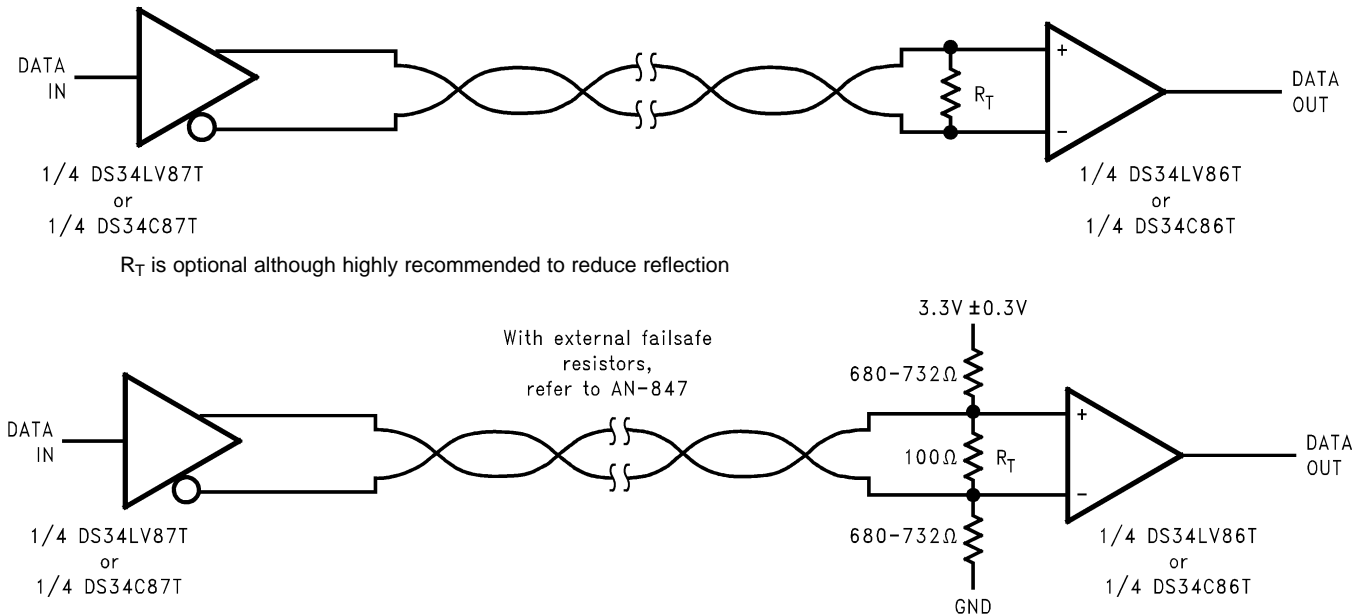 DATA
IN
+
R_T
−
DATA
OUT
1/4 DS34LV87T
or
1/4 DS34C87T
1/4 DS34LV86T
or
1/4 DS34C86T
R_T is optional although highly recommended to reduce reflection
With external failsafe
resistors,
refer to AN-847
3.3V ±0.3V
680-732Ω
DATA
IN
+
100Ω R_T
−
DATA
OUT
680-732Ω
1/4 DS34LV87T
or
1/4 DS34C87T
1/4 DS34LV86T
or
1/4 DS34C86T
GND